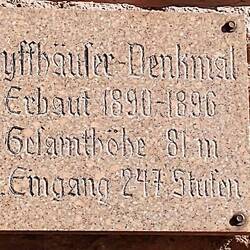 yffhäuser-Denkmal
Erbaut 1890-1896
Gesamthöhe 81 m
. Eingang 247 Stufen